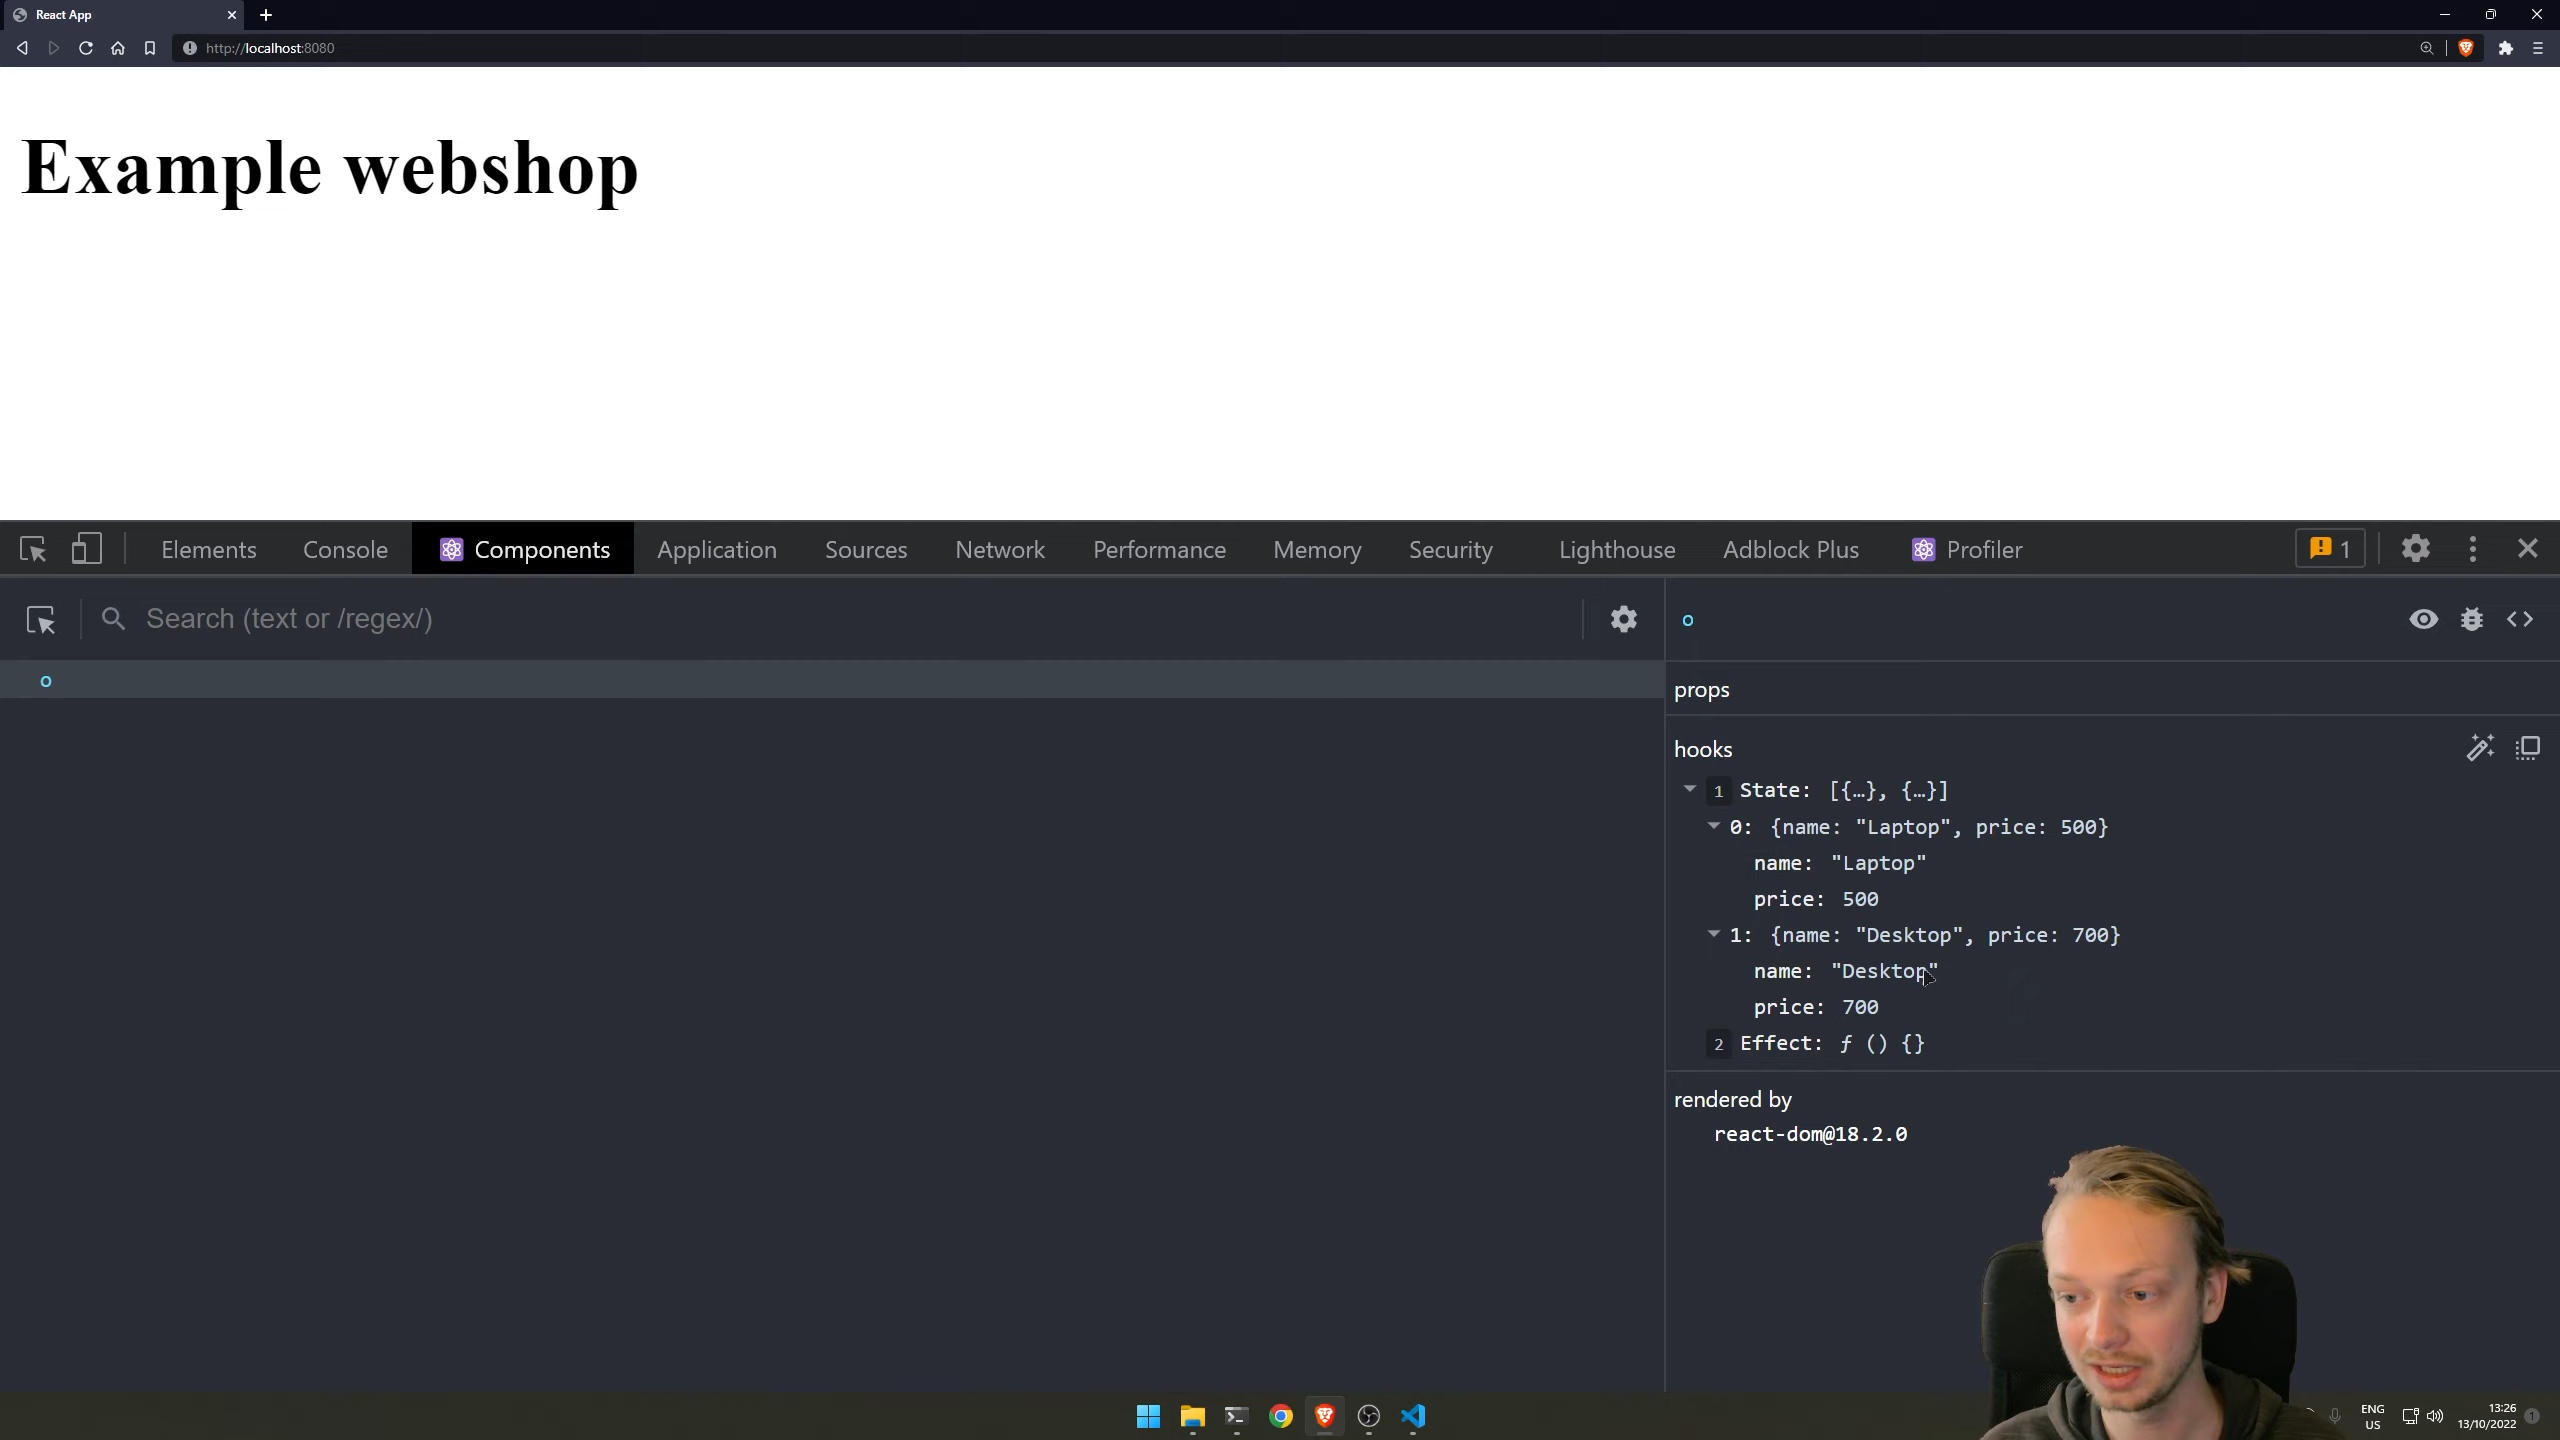 React App
http://localhost:8080
Example webshop
Elements Console Components Application Sources Network Performance Memory Security Lighthouse Adblock Plus Profiler 1
Search (text or /regex/)
o
o
props
hooks
1 State: [{…}, {…}]
0: {name: "Laptop", price: 500}
name: "Laptop"
price: 500
1: {name: "Desktop", price: 700}
name: "Desktop"
price: 700
2 Effect: ƒ () {}
rendered by
react-dom@18.2.0
ENG
US
13:26
13/10/2022
1